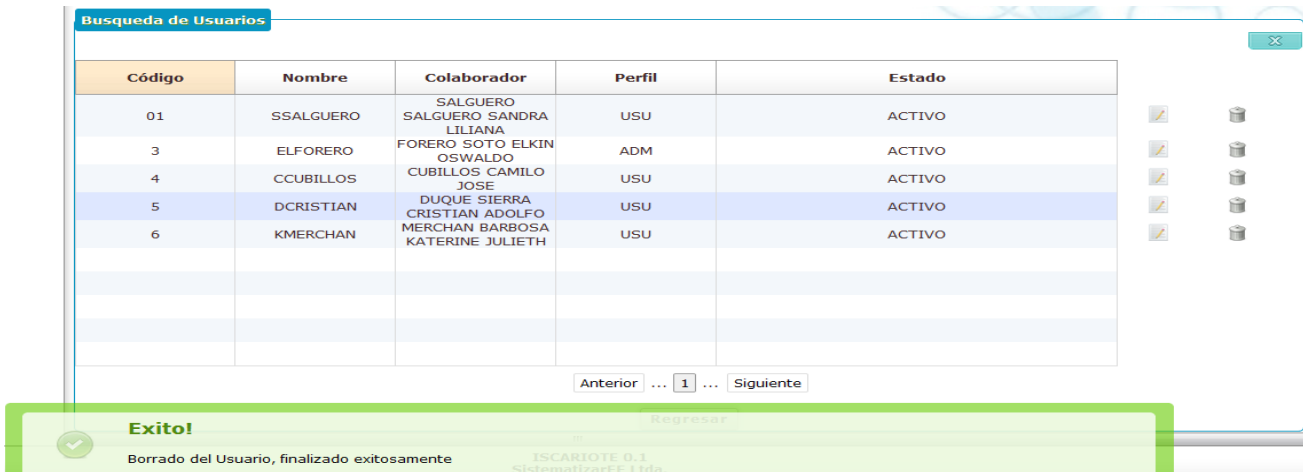 Busqueda de Usuarios
Código Nombre Colaborador Perfil Estado
01 SSALGUERO SALGUERO SALGUERO SANDRA LILIANA USU ACTIVO
3 ELFORERO FORERO SOTO ELKIN OSWALDO ADM ACTIVO
4 CCUBILLOS CUBILLOS CAMILO JOSE USU ACTIVO
5 DCRISTIAN DUQUE SIERRA CRISTIAN ADOLFO USU ACTIVO
6 KMERCHAN MERCHAN BARBOSA KATERINE JULIETH USU ACTIVO
Anterior ... 1 ... Siguiente
Regresar
Exito!
Borrado del Usuario, finalizado exitosamente
ISCARIOTE 0.1
SistematizarEF Ltda.